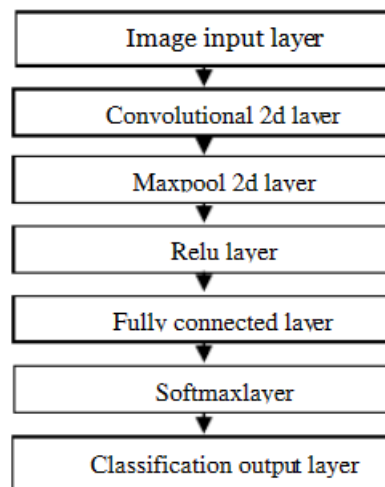 Image input layer
Convolutional 2d layer
Maxpool 2d layer
Relu layer
Fully connected layer
Softmaxlayer
Classification output layer